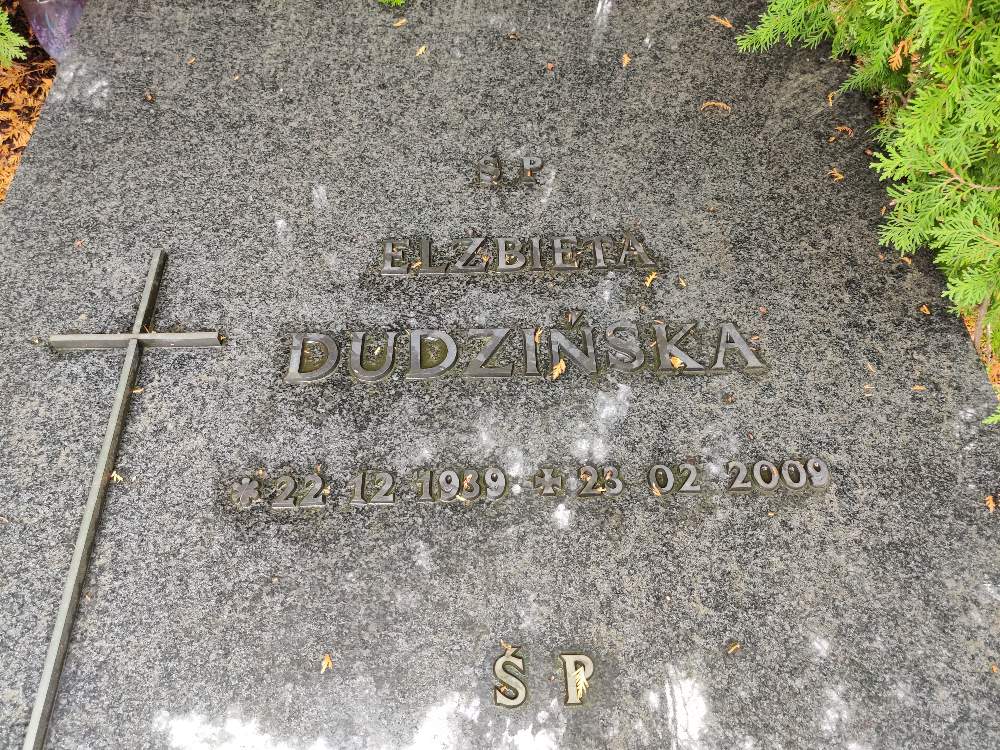 Ś P
ELŻBIETA
DUDZIŃSKA
* 22 12 1939 + 23 02 2009
Ś P